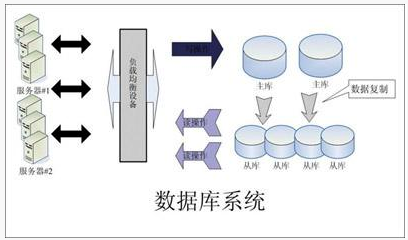 服务器#1
服务器#2
负载均衡设备
写操作
读操作
读操作
主库
主库
数据复制
从库
从库
从库
从库
数据库系统